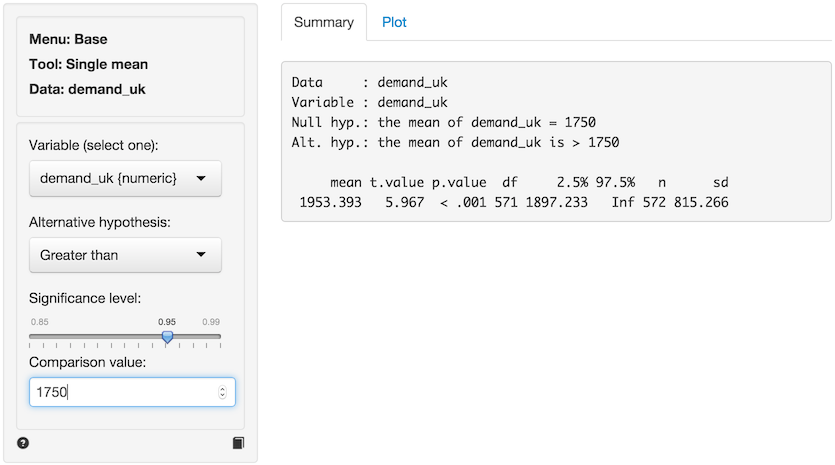 Menu: Base
Tool: Single mean
Data: demand_uk
Variable (select one):
demand_uk {numeric}
Alternative hypothesis:
Greater than
Significance level:
0.85 0.95 0.99
Comparison value:
1750
?
Summary Plot
Data     : demand_uk
Variable : demand_uk
Null hyp.: the mean of demand_uk = 1750
Alt. hyp.: the mean of demand_uk is > 1750
mean t.value p.value  df     2.5% 97.5%   n      sd
1953.393   5.967  < .001 571 1897.233   Inf 572 815.266